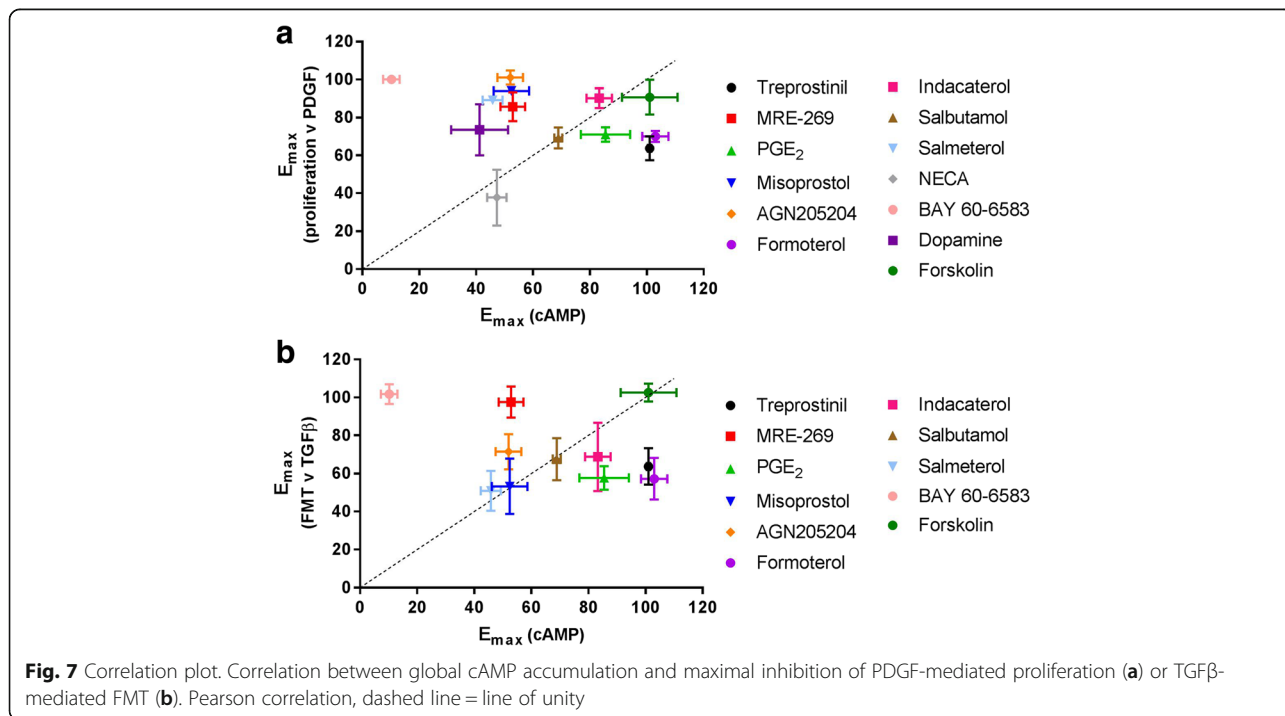 a
120
100
80
60
40
20
0
E_max
(proliferation v PDGF)
0 20 40 60 80 100 120
E_max (cAMP)
Treprostinil
MRE-269
PGE₂
Misoprostol
AGN205204
Formoterol
Indacaterol
Salbutamol
Salmeterol
NECA
BAY 60-6583
Dopamine
Forskolin
b
120
100
80
60
40
20
0
E_max
(FMT v TGFβ)
0 20 40 60 80 100 120
E_max (cAMP)
Treprostinil
MRE-269
PGE₂
Misoprostol
AGN205204
Formoterol
Indacaterol
Salbutamol
Salmeterol
BAY 60-6583
Forskolin
Fig. 7 Correlation plot. Correlation between global cAMP accumulation and maximal inhibition of PDGF-mediated proliferation (a) or TGFβ-
mediated FMT (b). Pearson correlation, dashed line = line of unity